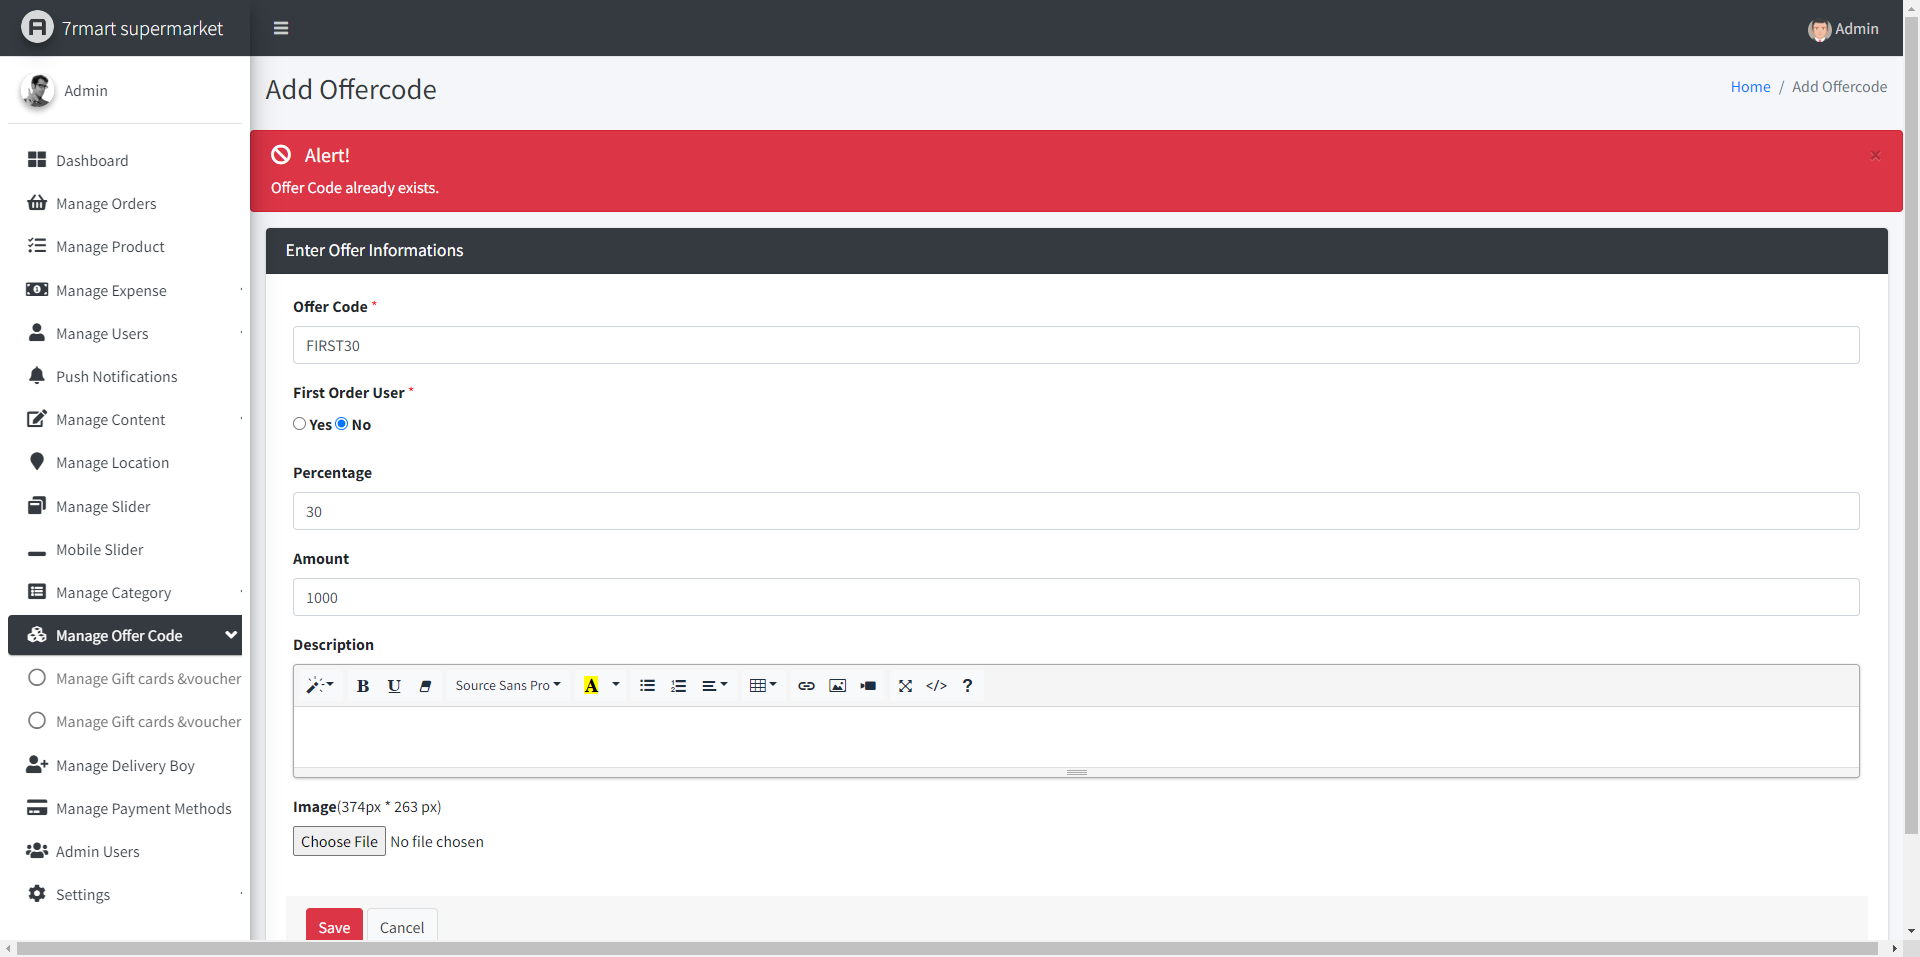 7rmart supermarket
Admin
Admin
Dashboard
Manage Orders
Manage Product
Manage Expense
Manage Users
Push Notifications
Manage Content
Manage Location
Manage Slider
Mobile Slider
Manage Category
Manage Offer Code
Manage Gift cards &voucher
Manage Gift cards &voucher
Manage Delivery Boy
Manage Payment Methods
Admin Users
Settings
Add Offercode
Home / Add Offercode
Alert!
×
Offer Code already exists.
Enter Offer Informations
Offer Code *
FIRST30
First Order User *
Yes No
Percentage
30
Amount
1000
Description
B U Source Sans Pro A </> ?
Image(374px * 263 px)
Choose File No file chosen
Save Cancel